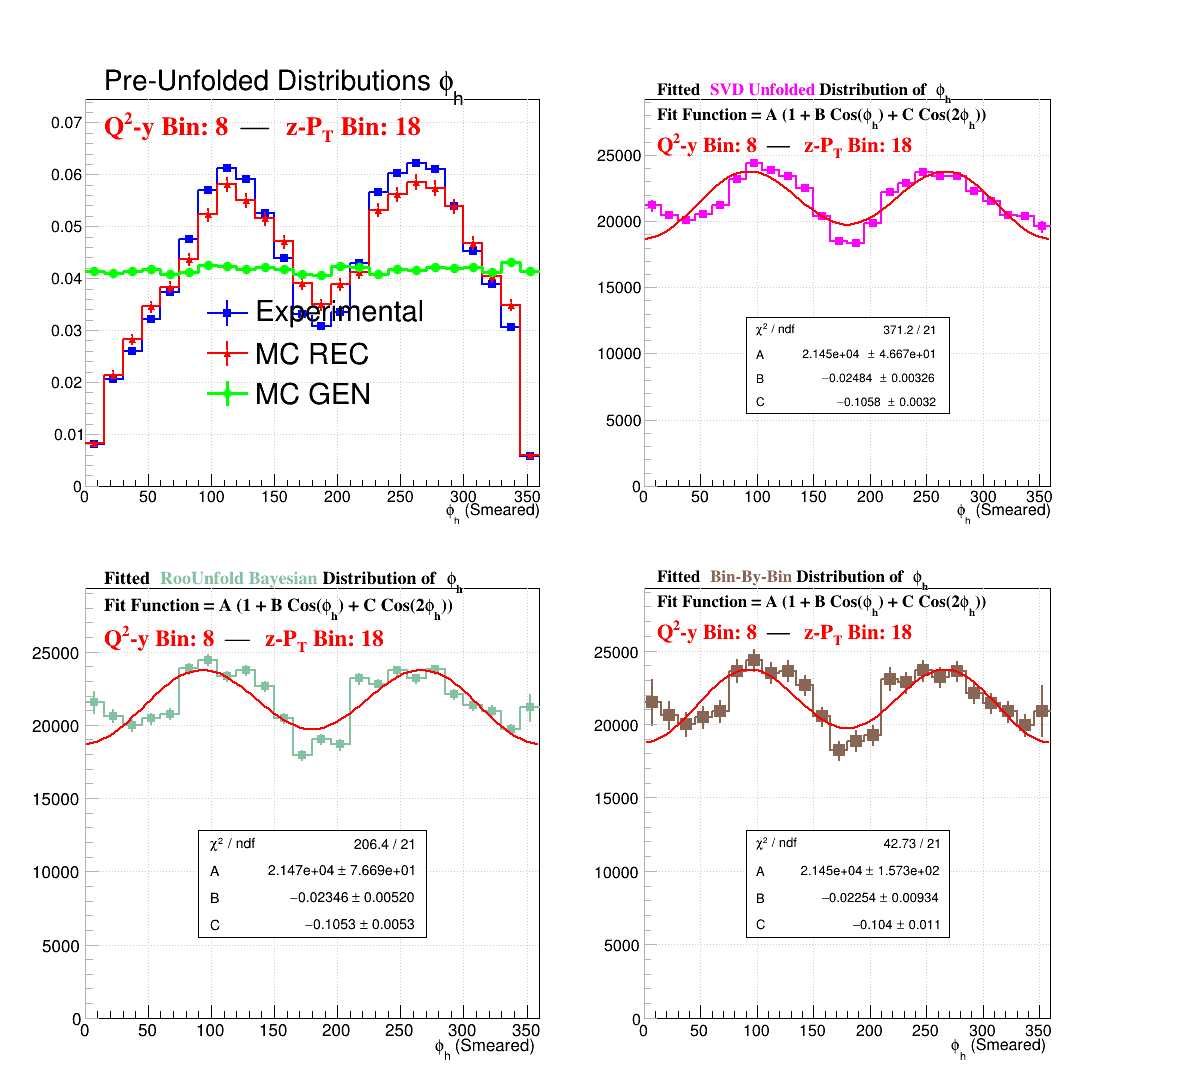 Pre-Unfolded Distributions ϕh
Q2-y Bin: 8 — z-PT Bin: 18
0.07
0.06
0.05
0.04
0.03
0.02
0.01
0
Experimental
MC REC
MC GEN
0 50 100 150 200 250 300 350
ϕh (Smeared)
Fitted SVD Unfolded Distribution of ϕh
Fit Function = A (1 + B Cos(ϕh) + C Cos(2ϕh))
Q2-y Bin: 8 — z-PT Bin: 18
25000
20000
15000
10000
5000
0
χ2 / ndf 371.2 / 21
A 2.145e+04 ± 4.667e+01
B −0.02484 ± 0.00326
C −0.1058 ± 0.0032
0 50 100 150 200 250 300 350
ϕh (Smeared)
Fitted RooUnfold Bayesian Distribution of ϕh
Fit Function = A (1 + B Cos(ϕh) + C Cos(2ϕh))
Q2-y Bin: 8 — z-PT Bin: 18
25000
20000
15000
10000
5000
0
χ2 / ndf 206.4 / 21
A 2.147e+04 ± 7.669e+01
B −0.02346 ± 0.00520
C −0.1053 ± 0.0053
0 50 100 150 200 250 300 350
ϕh (Smeared)
Fitted Bin-By-Bin Distribution of ϕh
Fit Function = A (1 + B Cos(ϕh) + C Cos(2ϕh))
Q2-y Bin: 8 — z-PT Bin: 18
25000
20000
15000
10000
5000
0
χ2 / ndf 42.73 / 21
A 2.145e+04 ± 1.573e+02
B −0.02254 ± 0.00934
C −0.104 ± 0.011
0 50 100 150 200 250 300 350
ϕh (Smeared)